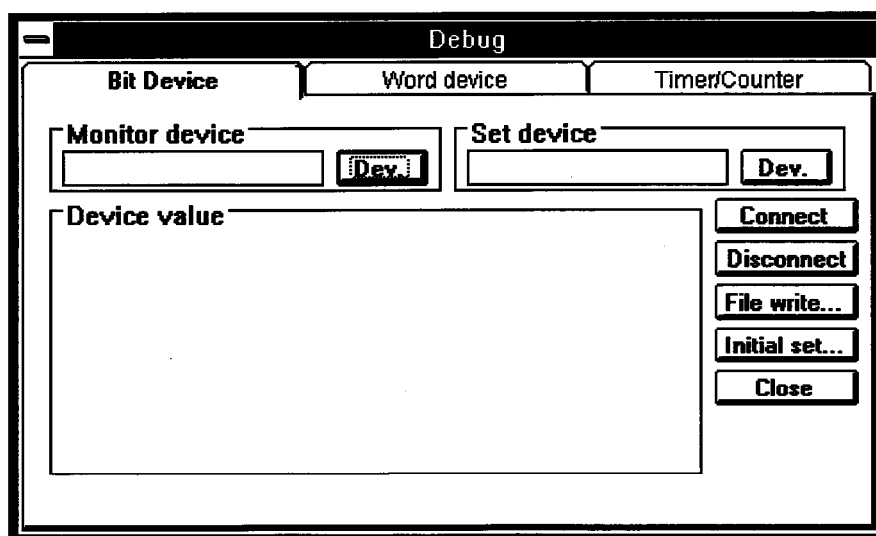 Debug
Bit Device
Word device
Timer/Counter
Monitor device
Set device
Dev.
Dev.
Device value
Connect
Disconnect
File write...
Initial set...
Close